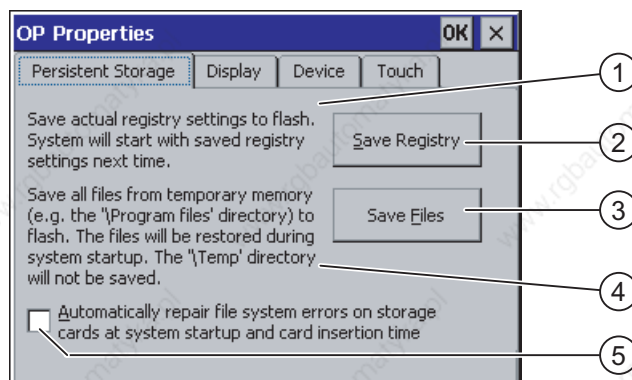 OP Properties OK ×
Persistent Storage Display Device Touch
Save actual registry settings to flash.
System will start with saved registry
settings next time.
Save Registry
Save all files from temporary memory
(e.g. the '\Program files' directory) to
flash. The files will be restored during
system startup. The '\Temp' directory
will not be saved.
Save Files
Automatically repair file system errors on storage
cards at system startup and card insertion time
1
2
3
4
5